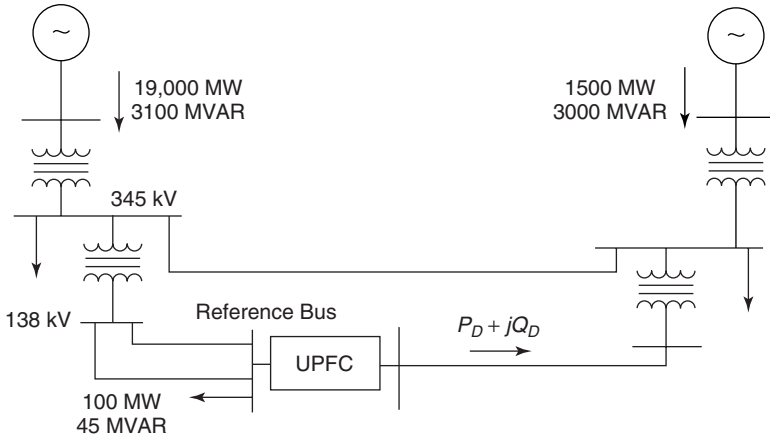 ~
~
19,000 MW
3100 MVAR
1500 MW
3000 MVAR
345 kV
138 kV
Reference Bus
P_D + jQ_D
UPFC
100 MW
45 MVAR